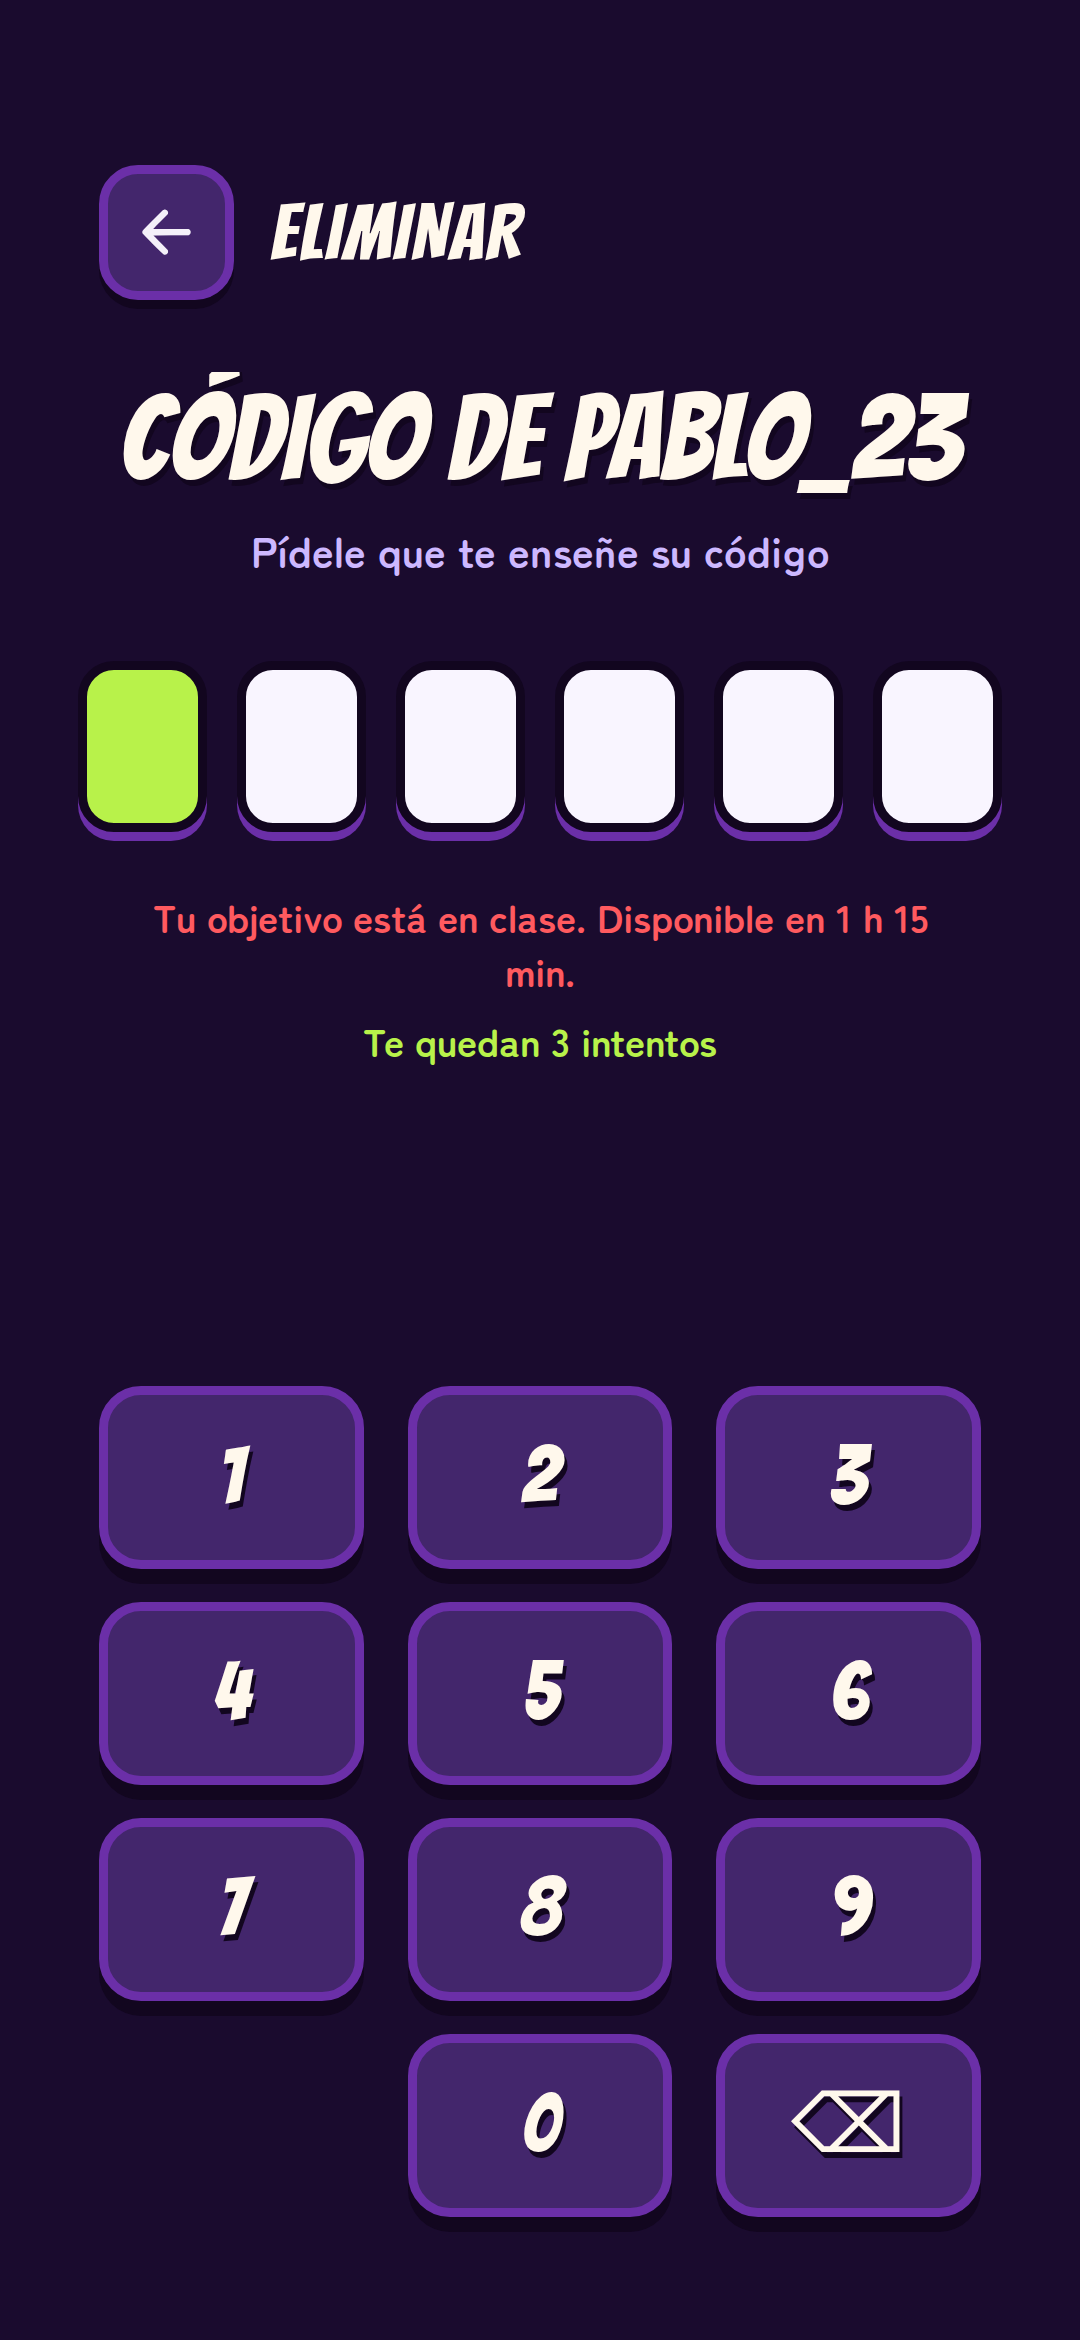 ELIMINAR
CÓDIGO DE PABLO_23
Pídele que te enseñe su código
Tu objetivo está en clase. Disponible en 1 h 15
min.
Te quedan 3 intentos
1 2 3
4 5 6
7 8 9
0 ⌫